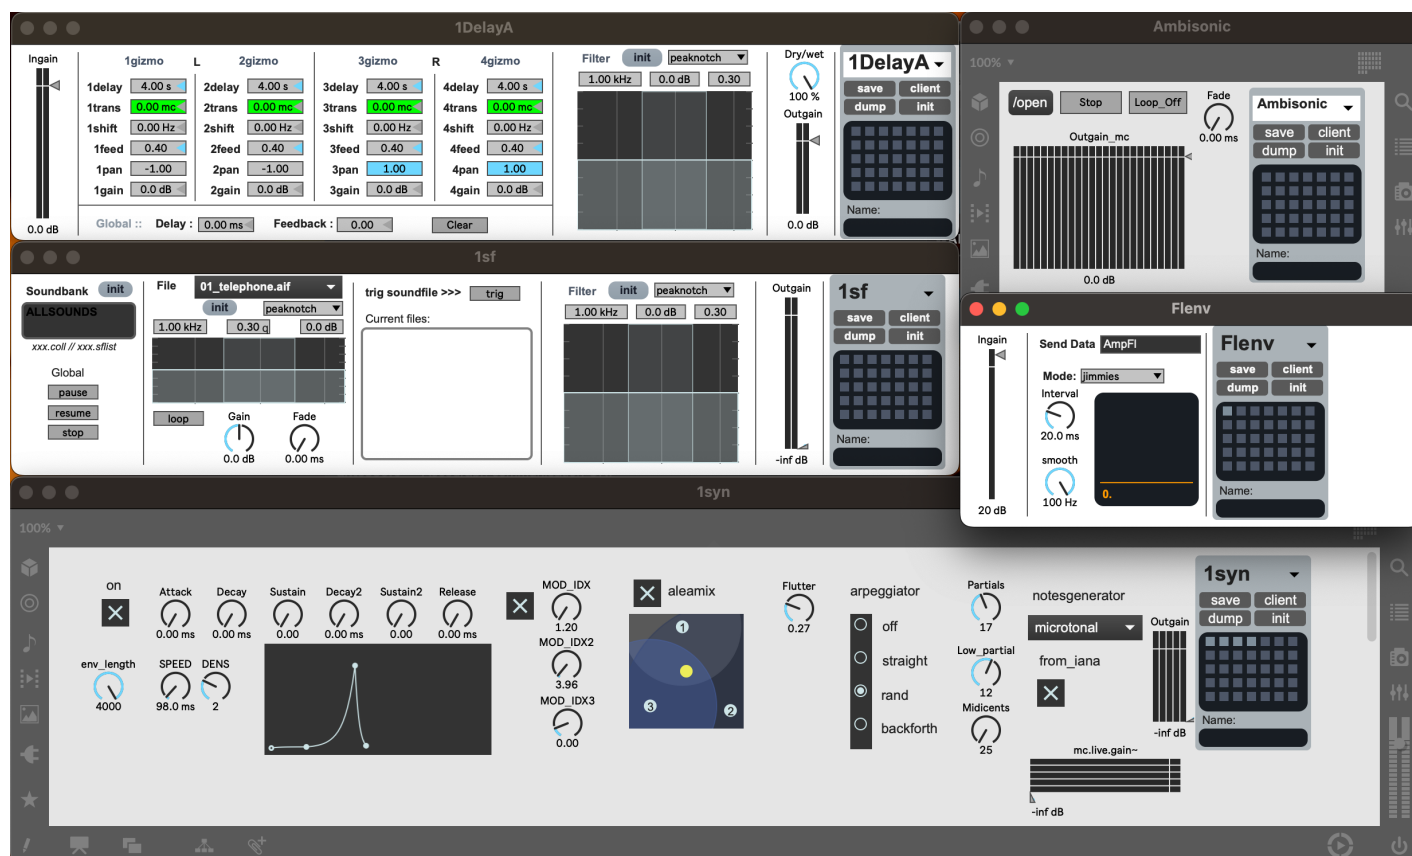 1DelayA
Ingain
0.0 dB
1gizmo
L
2gizmo
3gizmo
R
4gizmo
1delay 4.00 s 2delay 4.00 s 3delay 4.00 s 4delay 4.00 s
1trans 0.00 mc 2trans 0.00 mc 3trans 0.00 mc 4trans 0.00 mc
1shift 0.00 Hz 2shift 0.00 Hz 3shift 0.00 Hz 4shift 0.00 Hz
1feed 0.40 2feed 0.40 3feed 0.40 4feed 0.40
1pan -1.00 2pan -1.00 3pan 1.00 4pan 1.00
1gain 0.0 dB 2gain 0.0 dB 3gain 0.0 dB 4gain 0.0 dB
Global :: Delay : 0.00 ms Feedback : 0.00 Clear
Filter init peaknotch
1.00 kHz 0.0 dB 0.30
Dry/wet
100 %
Outgain
0.0 dB
1DelayA
save client
dump init
Name:
Ambisonic
100%
/open Stop Loop_Off
Fade
0.00 ms
Outgain_mc
0.0 dB
Ambisonic
save client
dump init
Name:
1sf
Soundbank init
ALLSOUNDS
xxx.coll // xxx.sflist
Global
pause
resume
stop
File 01_telephone.aif
init peaknotch
1.00 kHz 0.30 q 0.0 dB
loop
Gain
0.0 dB
Fade
0.00 ms
trig soundfile >>> trig
Current files:
Filter init peaknotch
1.00 kHz 0.0 dB 0.30
Outgain
-inf dB
1sf
save client
dump init
Name:
Flenv
Ingain
20 dB
Send Data AmpFl
Mode: jimmies
Interval
20.0 ms
smooth
100 Hz
0.
Flenv
save client
dump init
Name:
1syn
100%
on
Attack Decay Sustain Decay2 Sustain2 Release
0.00 ms 0.00 ms 0.00 0.00 ms 0.00 0.00 ms
env_length SPEED DENS
4000 98.0 ms 2
MOD_IDX
1.20
MOD_IDX2
3.96
MOD_IDX3
0.00
aleamix
1
3
2
Flutter
0.27
arpeggiator
off
straight
rand
backforth
Partials
17
Low_partial
12
Midicents
25
notesgenerator
microtonal
from_iana
Outgain
-inf dB
mc.live.gain~
-inf dB
1syn
save client
dump init
Name: